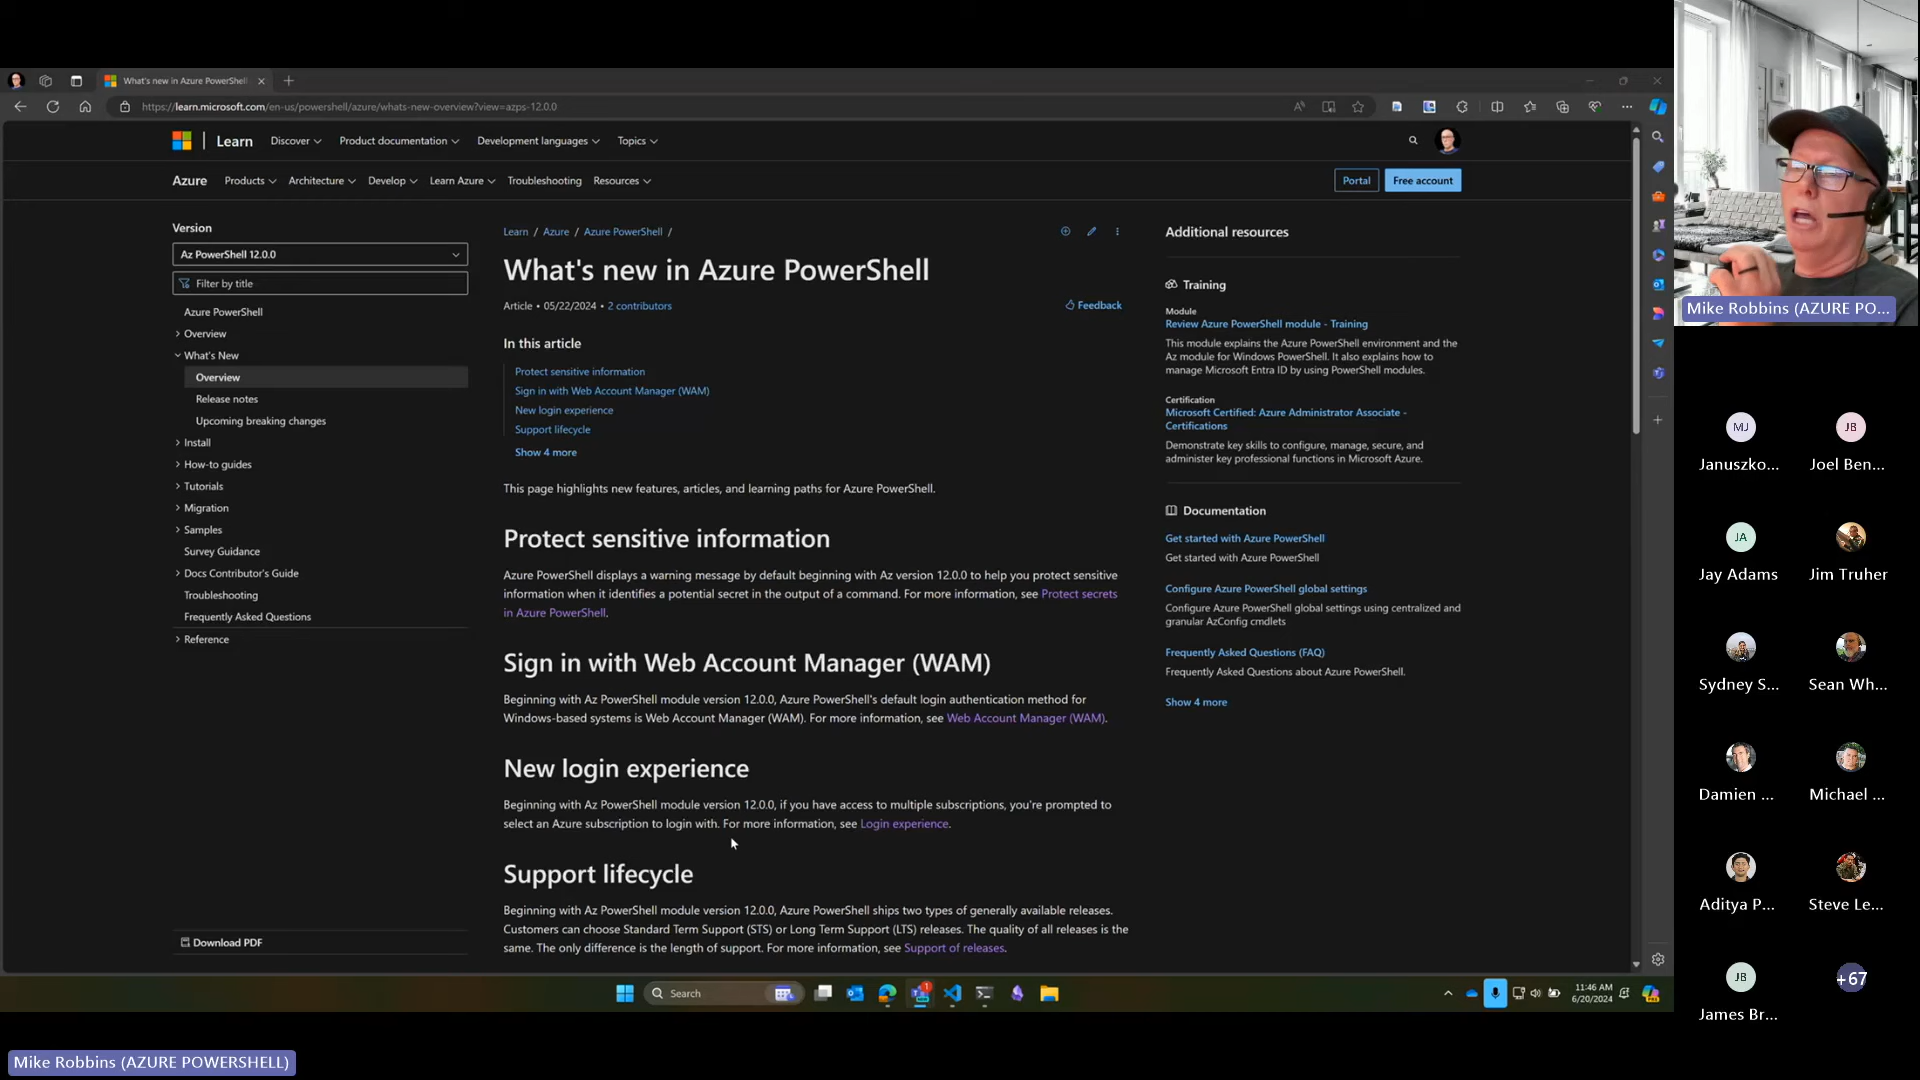 What's new in Azure PowerShell
https://learn.microsoft.com/en-us/powershell/azure/whats-new-overview?view=azps-12.0.0
Learn
Discover
Product documentation
Development languages
Topics
Azure
Products
Architecture
Develop
Learn Azure
Troubleshooting
Resources
Portal
Free account
Version
Az PowerShell 12.0.0
Filter by title
Azure PowerShell
Overview
What's New
Overview
Release notes
Upcoming breaking changes
Install
How-to guides
Tutorials
Migration
Samples
Survey Guidance
Docs Contributor's Guide
Troubleshooting
Frequently Asked Questions
Reference
Download PDF
Learn / Azure / Azure PowerShell /
What's new in Azure PowerShell
Article • 05/22/2024 • 2 contributors
Feedback
In this article
Protect sensitive information
Sign in with Web Account Manager (WAM)
New login experience
Support lifecycle
Show 4 more
This page highlights new features, articles, and learning paths for Azure PowerShell.
Protect sensitive information
Azure PowerShell displays a warning message by default beginning with Az version 12.0.0 to help you protect sensitive
information when it identifies a potential secret in the output of a command. For more information, see Protect secrets
in Azure PowerShell.
Sign in with Web Account Manager (WAM)
Beginning with Az PowerShell module version 12.0.0, Azure PowerShell's default login authentication method for
Windows-based systems is Web Account Manager (WAM). For more information, see Web Account Manager (WAM).
New login experience
Beginning with Az PowerShell module version 12.0.0, if you have access to multiple subscriptions, you're prompted to
select an Azure subscription to login with. For more information, see Login experience.
Support lifecycle
Beginning with Az PowerShell module version 12.0.0, Azure PowerShell ships two types of generally available releases.
Customers can choose Standard Term Support (STS) or Long Term Support (LTS) releases. The quality of all releases is the
same. The only difference is the length of support. For more information, see Support of releases.
Additional resources
Training
Module
Review Azure PowerShell module - Training
This module explains the Azure PowerShell environment and the
Az module for Windows PowerShell. It also explains how to
manage Microsoft Entra ID by using PowerShell modules.
Certification
Microsoft Certified: Azure Administrator Associate -
Certifications
Demonstrate key skills to configure, manage, secure, and
administer key professional functions in Microsoft Azure.
Documentation
Get started with Azure PowerShell
Get started with Azure PowerShell
Configure Azure PowerShell global settings
Configure Azure PowerShell global settings using centralized and
granular AzConfig cmdlets
Frequently Asked Questions (FAQ)
Frequently Asked Questions about Azure PowerShell.
Show 4 more
Search
1
11:46 AM
6/20/2024
Mike Robbins (AZURE PO...
MJ
JB
Januszko...
Joel Ben...
JA
Jay Adams
Jim Truher
Sydney S...
Sean Wh...
Damien ...
Michael ...
Aditya P...
Steve Le...
JB
+67
James Br...
Mike Robbins (AZURE POWERSHELL)